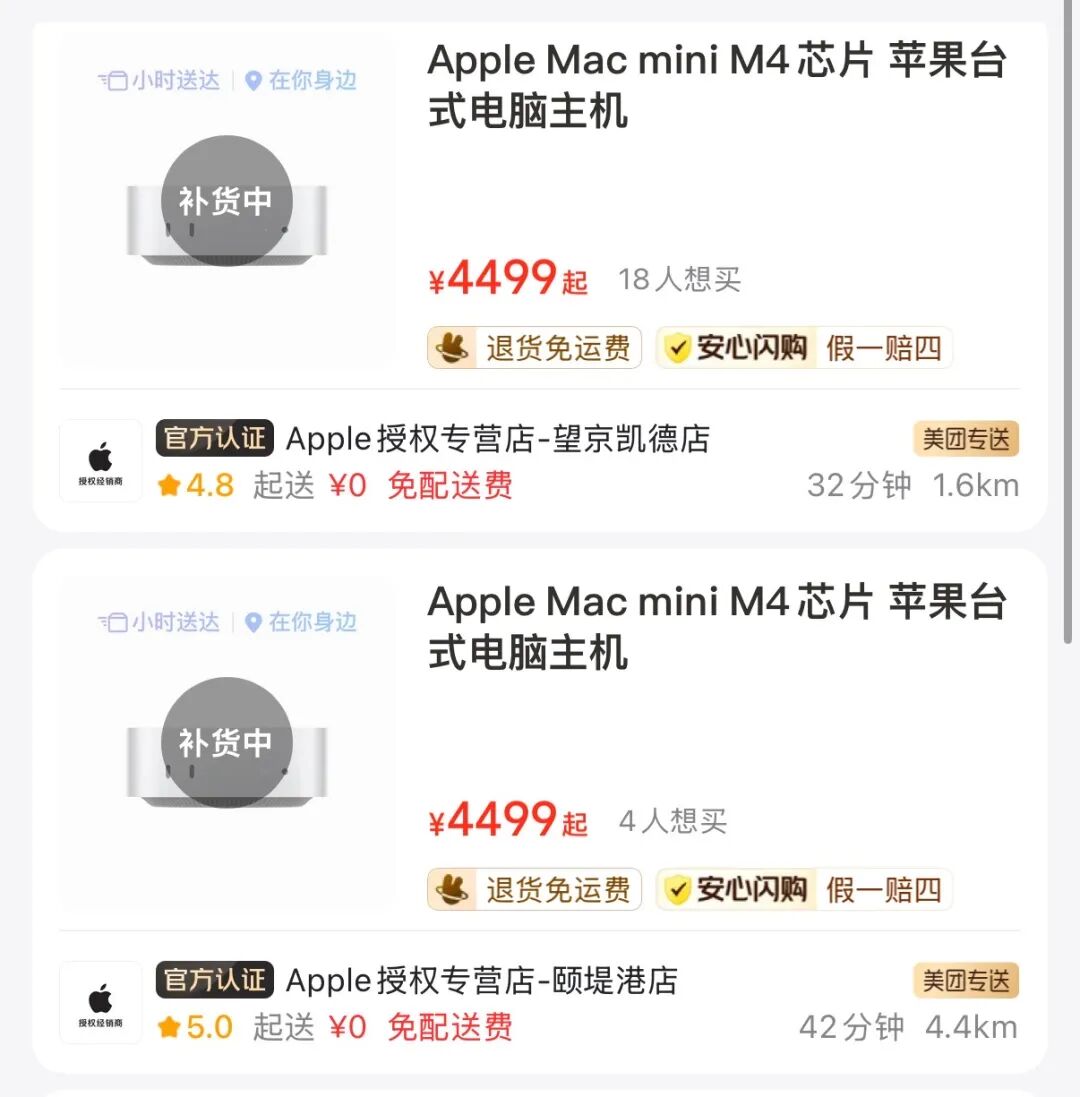 小时送达 | 在你身边
补货中
Apple Mac mini M4芯片 苹果台
式电脑主机
¥4499起 18人想买
退货免运费 安心闪购 假一赔四
授权经销商
官方认证 Apple授权专营店-望京凯德店 美团专送
4.8 起送 ¥0 免配送费 32分钟 1.6km
小时送达 | 在你身边
补货中
Apple Mac mini M4芯片 苹果台
式电脑主机
¥4499起 4人想买
退货免运费 安心闪购 假一赔四
授权经销商
官方认证 Apple授权专营店-颐堤港店 美团专送
5.0 起送 ¥0 免配送费 42分钟 4.4km